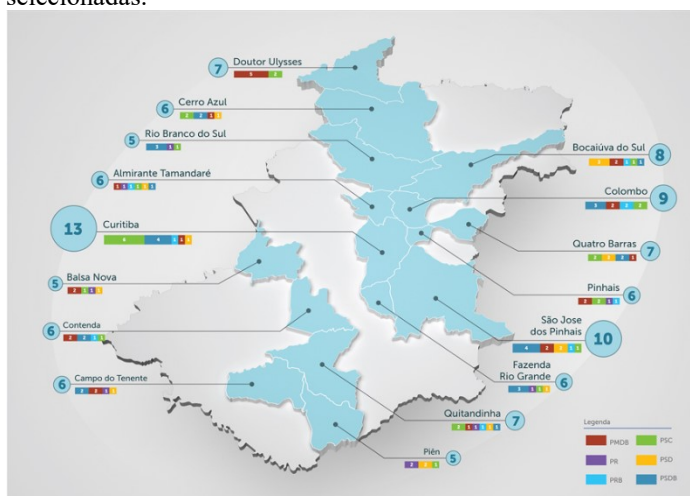 selecionadas.
Doutor Ulysses
7
Cerro Azul
6
Rio Branco do Sul
5
Almirante Tamandaré
6
Curitiba
13
Balsa Nova
5
Contenda
6
Campo do Tenente
6
Bocaiúva do Sul
8
Colombo
9
Quatro Barras
7
Pinhais
6
São Jose
dos Pinhais
10
Fazenda
Rio Grande
6
Quitandinha
7
Piên
5
Legenda
PMDB
PSC
PR
PSD
PRB
PSDB